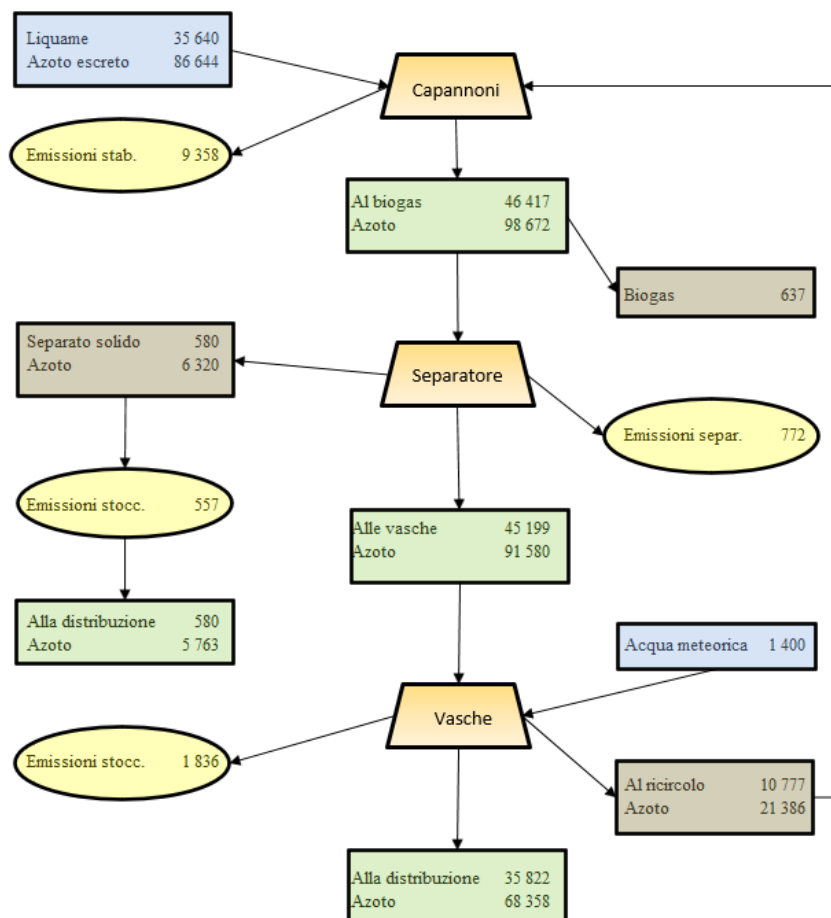 Liquame 35 640
Azoto escreto 86 644
Capannoni
Emissioni stab. 9 358
Al biogas 46 417
Azoto 98 672
Biogas 637
Separato solido 580
Azoto 6 320
Separatore
Emissioni separ. 772
Emissioni stocc. 557
Alle vasche 45 199
Azoto 91 580
Alla distribuzione 580
Azoto 5 763
Acqua meteorica 1 400
Vasche
Emissioni stocc. 1 836
Al ricircolo 10 777
Azoto 21 386
Alla distribuzione 35 822
Azoto 68 358